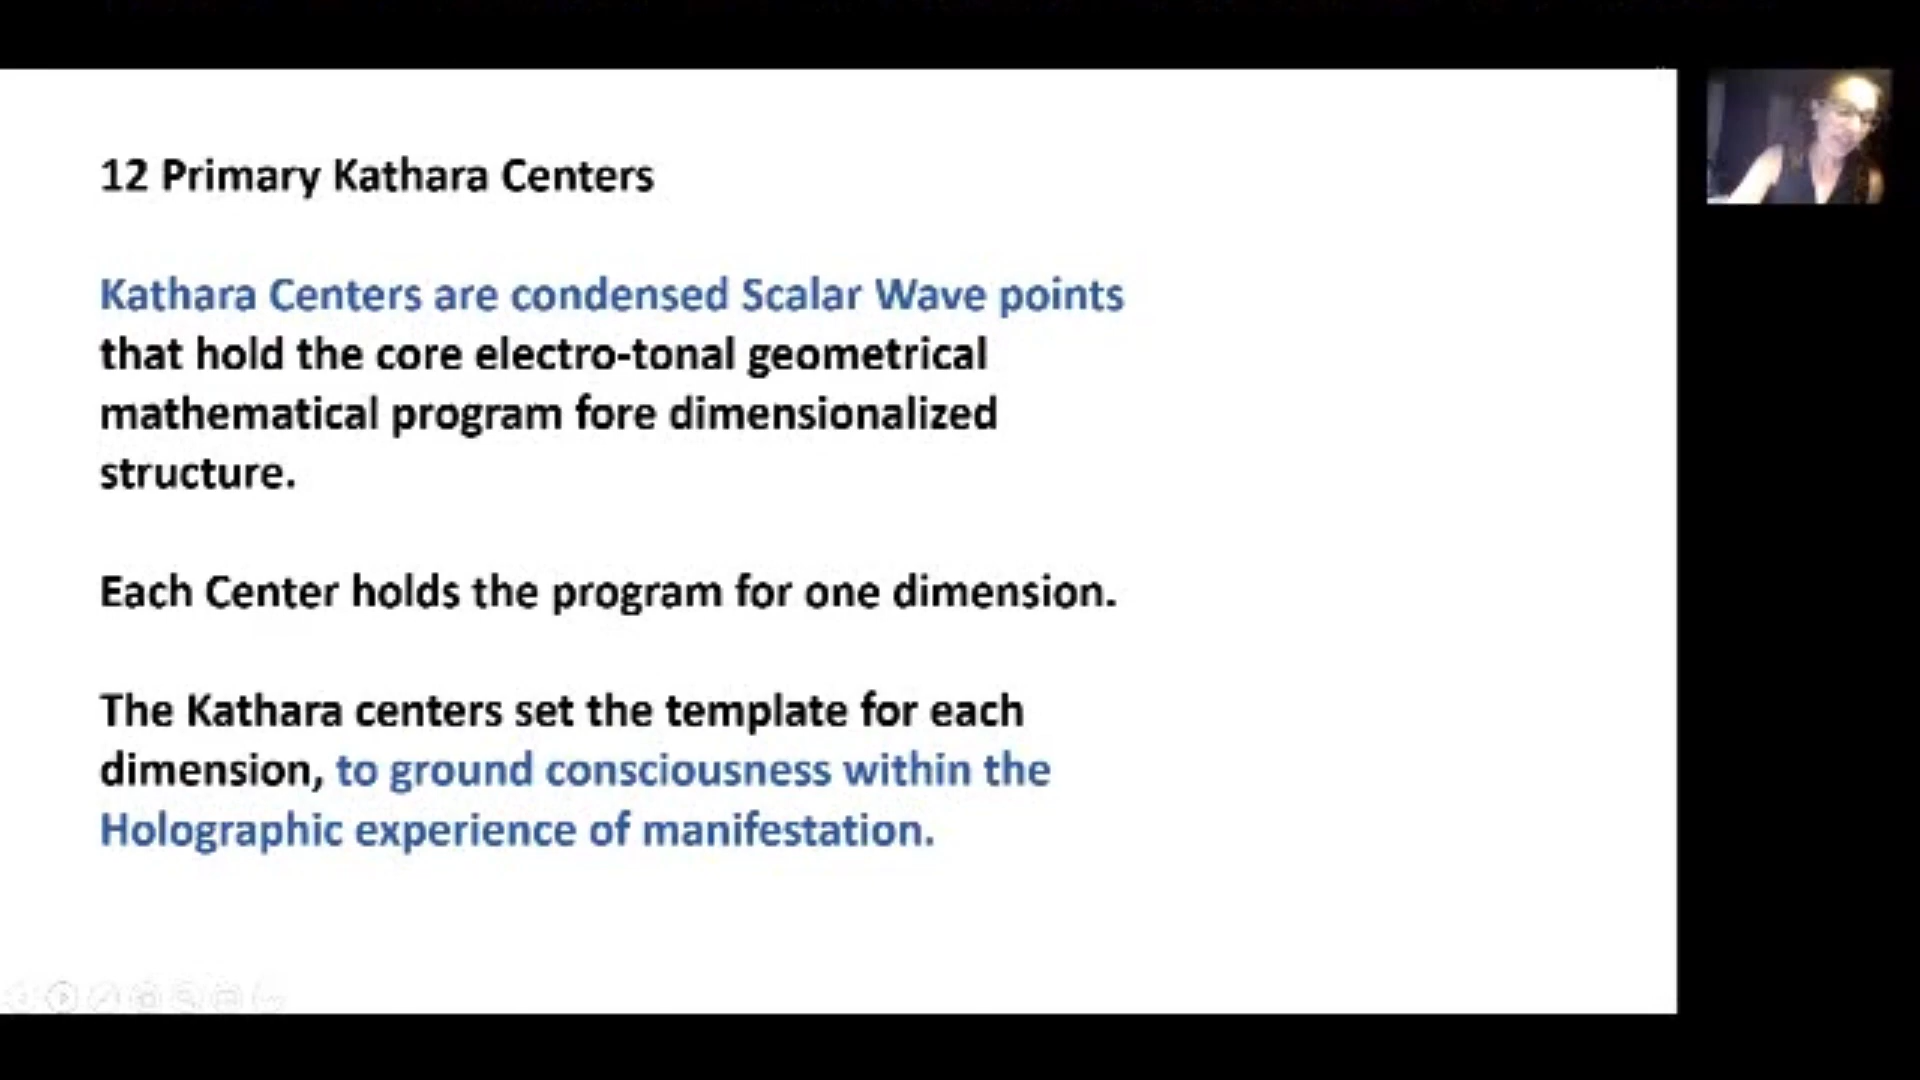 12 Primary Kathara Centers
Kathara Centers are condensed Scalar Wave points
that hold the core electro-tonal geometrical
mathematical program fore dimensionalized
structure.
Each Center holds the program for one dimension.
The Kathara centers set the template for each
dimension, to ground consciousness within the
Holographic experience of manifestation.